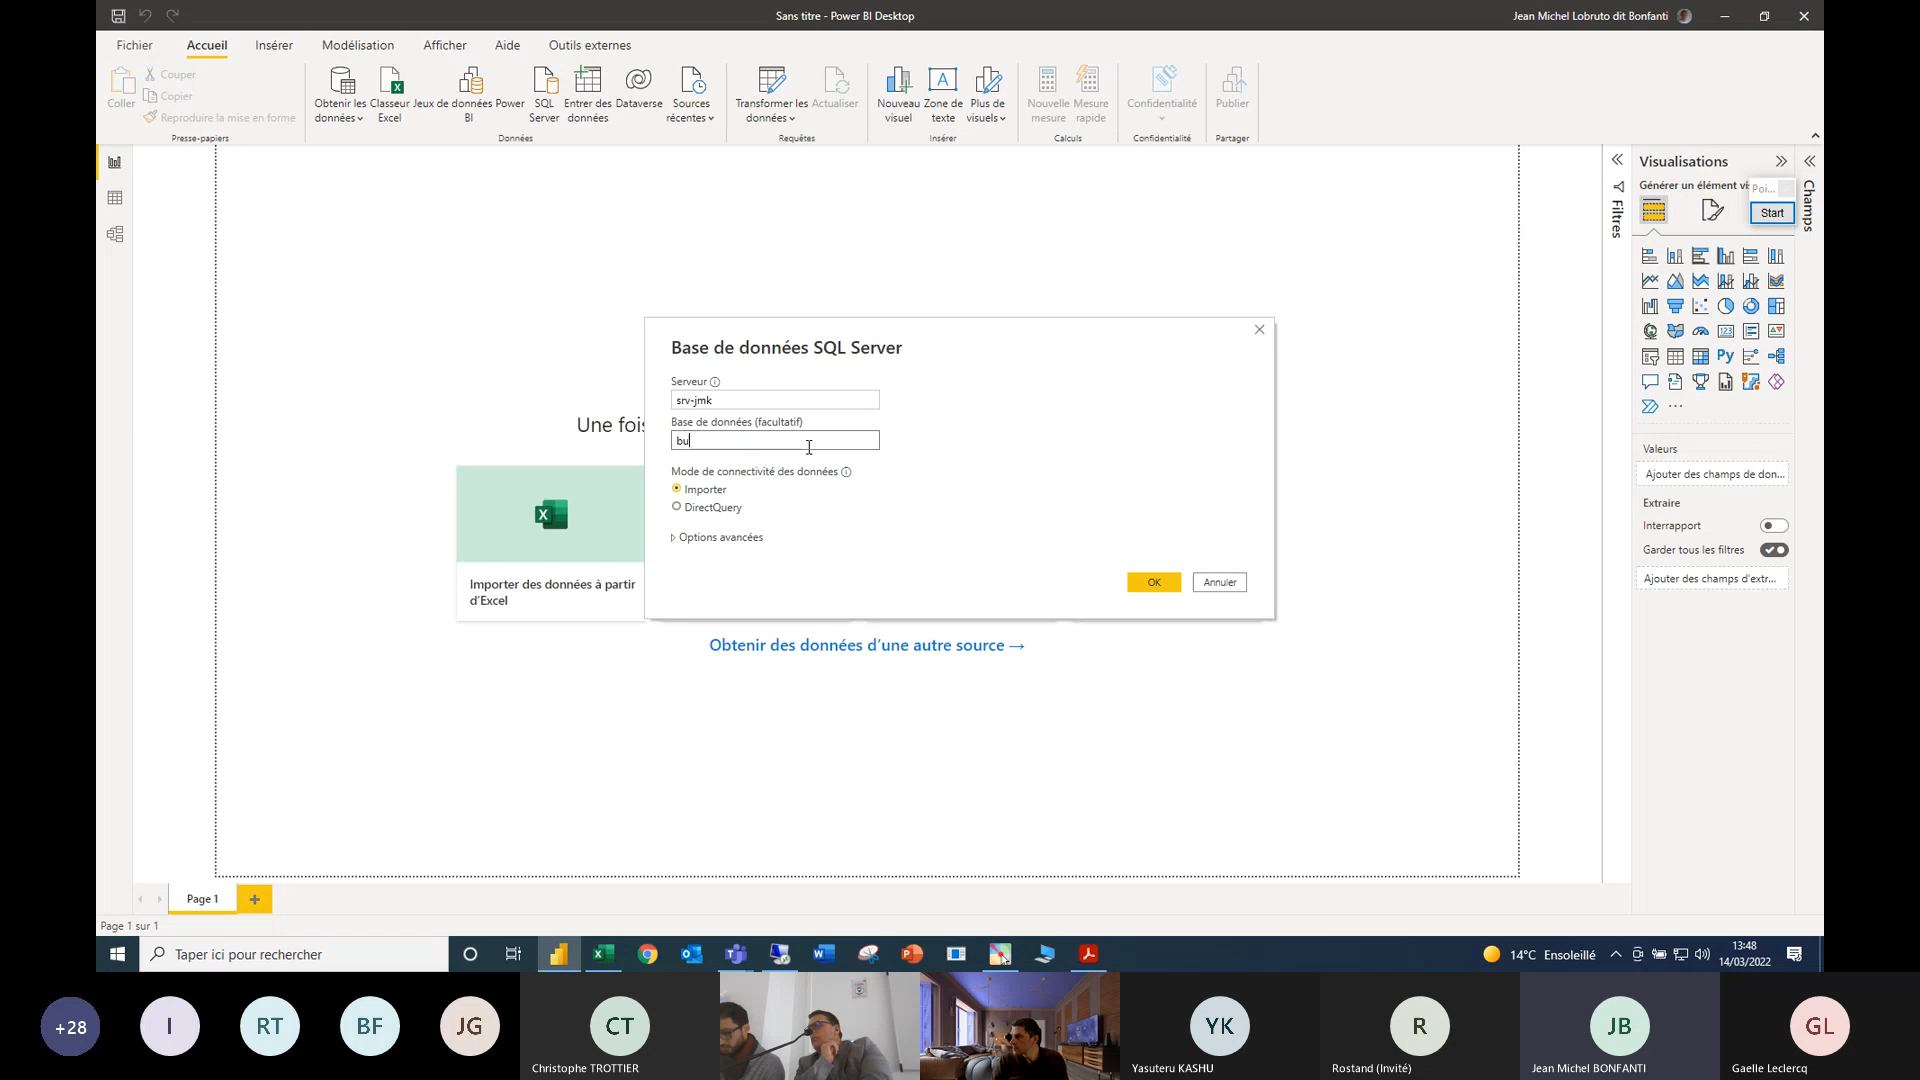 Sans titre - Power BI Desktop
Jean Michel Lobruto dit Bonfanti
Fichier
Accueil
Insérer
Modélisation
Afficher
Aide
Outils externes
Coller
Couper
Copier
Reproduire la mise en forme
Presse-papiers
Obtenir les données
Classeur Excel
Jeux de données Power BI
SQL Server
Entrer des données
Dataverse
Sources récentes
Données
Transformer les données
Actualiser
Requêtes
Nouveau visuel
Zone de texte
Plus de visuels
Insérer
Nouvelle mesure
Mesure rapide
Calculs
Confidentialité
Confidentialité
Publier
Partager
Filtres
Visualisations
Générer un élément vi
Poi...
Start
Champs
Py
123
Valeurs
Ajouter des champs de don...
Extraire
Interrapport
Garder tous les filtres
Ajouter des champs d'extr...
Une fois
Importer des données à partir
d'Excel
Base de données SQL Server
Serveur
srv-jmk
Base de données (facultatif)
bu
Mode de connectivité des données
Importer
DirectQuery
Options avancées
OK
Annuler
Obtenir des données d'une autre source →
Page 1
Page 1 sur 1
Taper ici pour rechercher
14°C Ensoleillé
13:48
14/03/2022
+28
I
RT
BF
JG
CT
Christophe TROTTIER
YK
Yasuteru KASHU
R
Rostand (Invité)
JB
Jean Michel BONFANTI
GL
Gaelle Leclercq